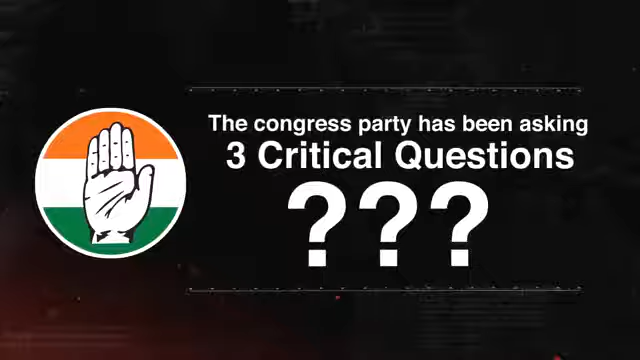 The congress party has been asking
3 Critical Questions
???